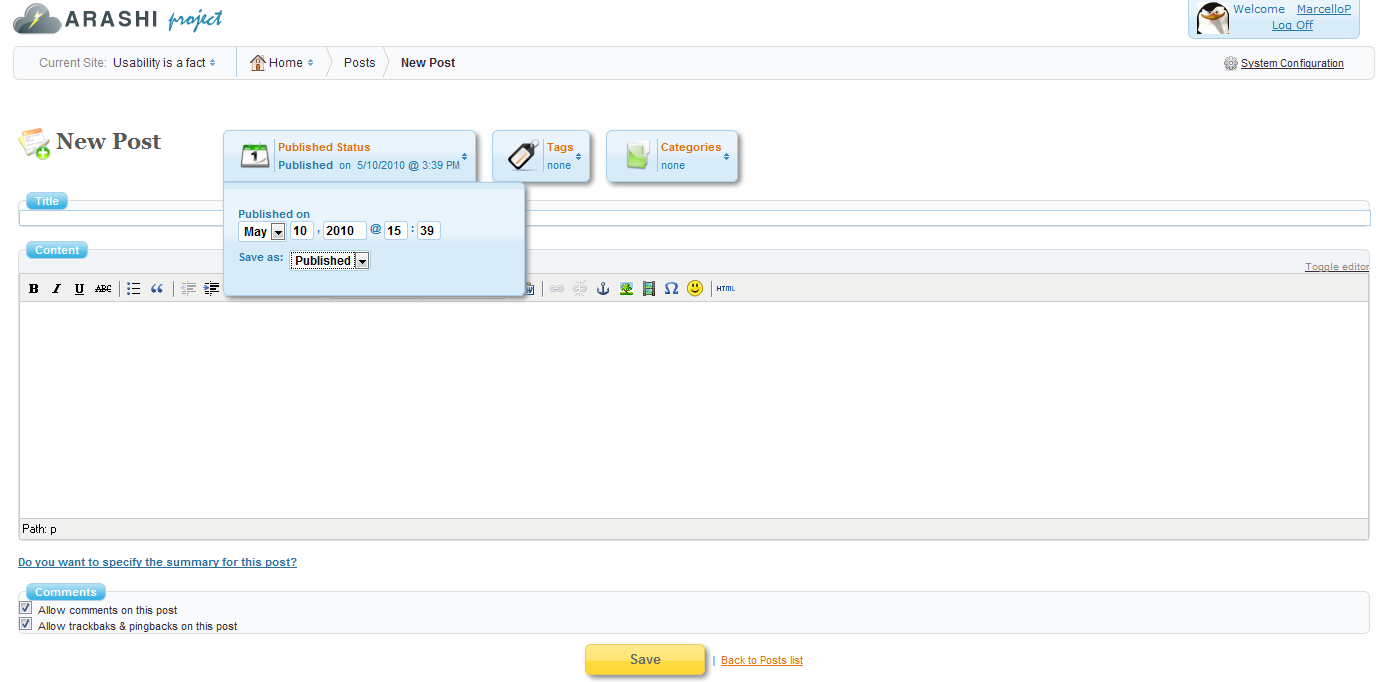 ARASHI project
Welcome MarcelloP
Log Off
Current Site: Usability is a fact Home Posts New Post System Configuration
New Post
Published Status
Published on 5/10/2010 @ 3:39 PM
Tags
none
Categories
none
Title
Published on
May 10 , 2010 @ 15 : 39
Save as: Published
Content
Toggle editor
B I U ABC HTML
Path: p
Do you want to specify the summary for this post?
Comments
Allow comments on this post
Allow trackbaks & pingbacks on this post
Save | Back to Posts list